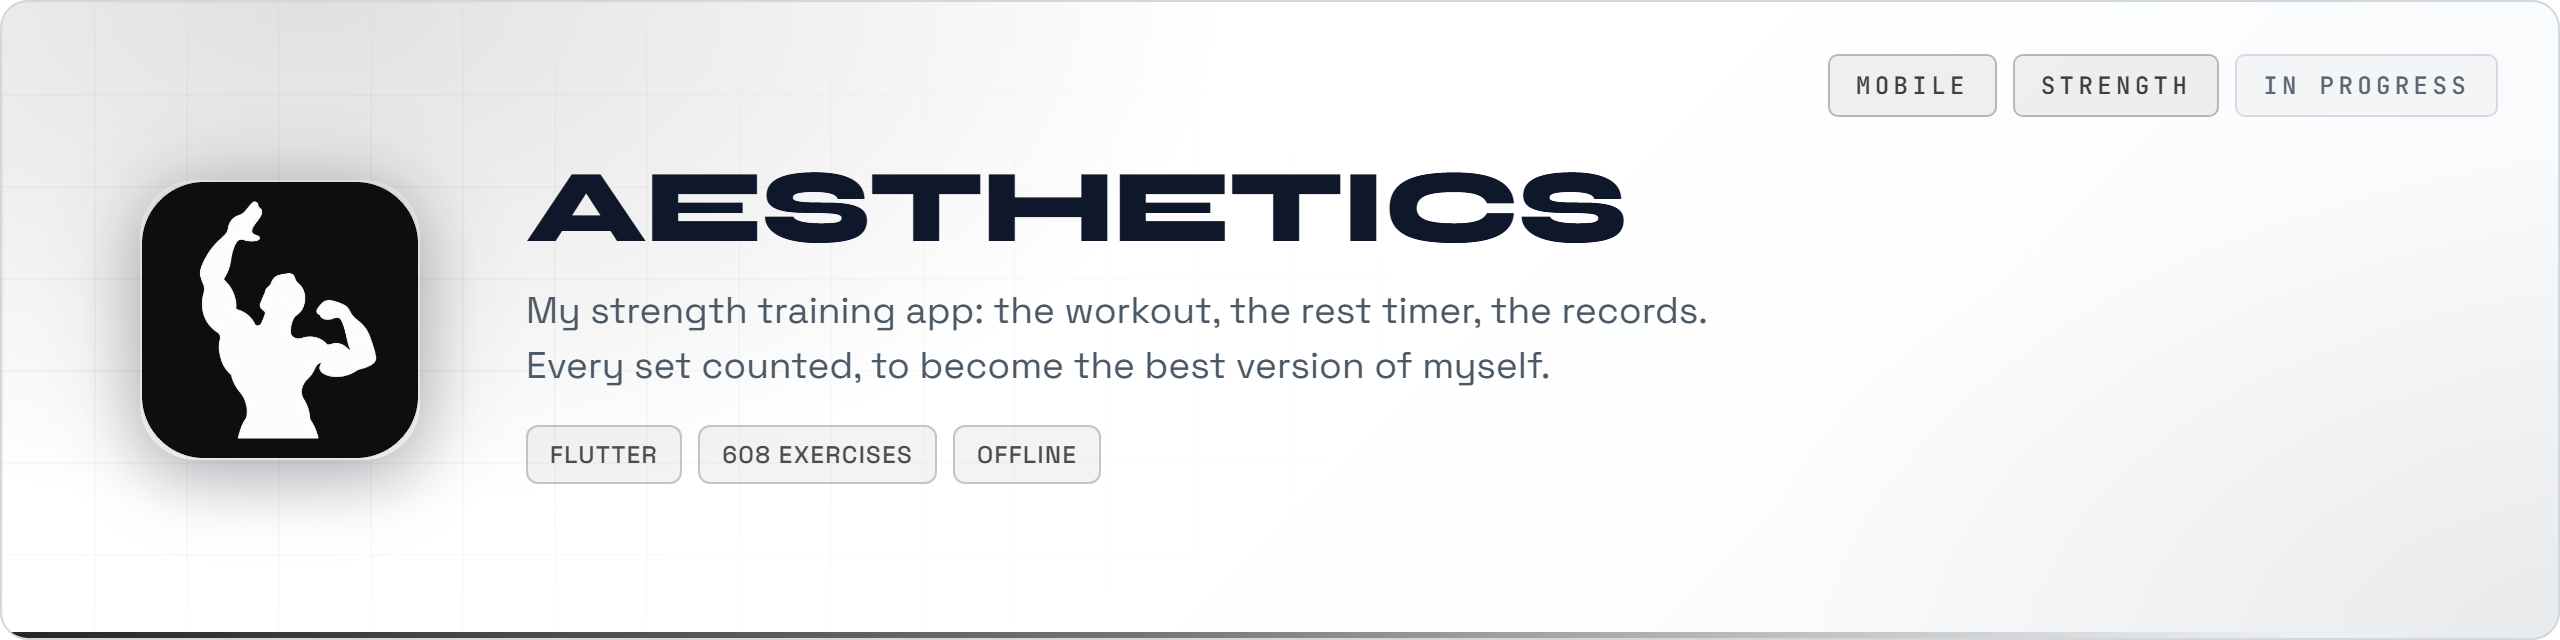 MOBILE STRENGTH IN PROGRESS
AESTHETICS
My strength training app: the workout, the rest timer, the records.
Every set counted, to become the best version of myself.
FLUTTER 608 EXERCISES OFFLINE